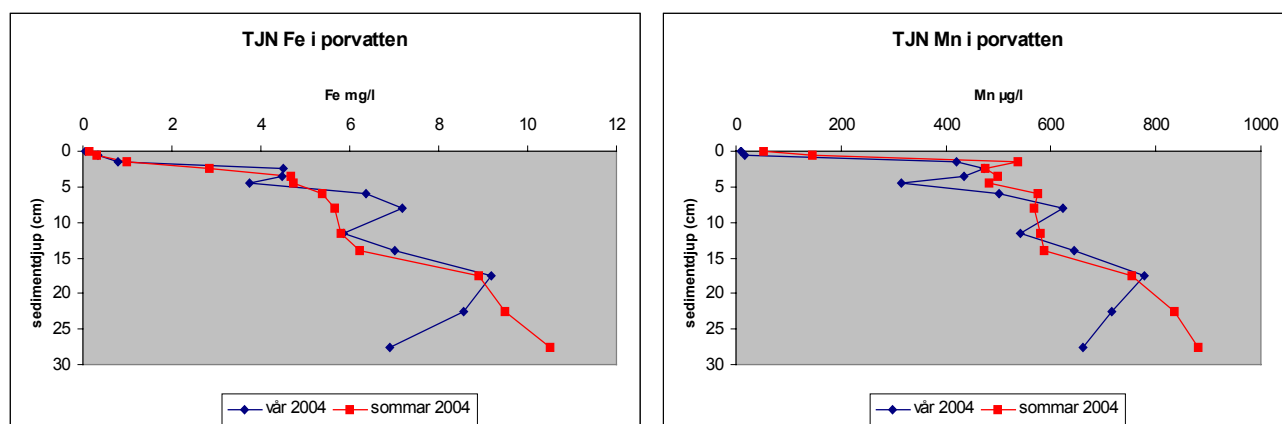 TJN Fe i porvatten
Fe mg/l
0 2 4 6 8 10 12
0
5
10
15
20
25
30
sedimentdjup (cm)
vår 2004 sommar 2004
TJN Mn i porvatten
Mn µg/l
0 200 400 600 800 1000
0
5
10
15
20
25
30
sedimentdjup (cm)
vår 2004 sommar 2004